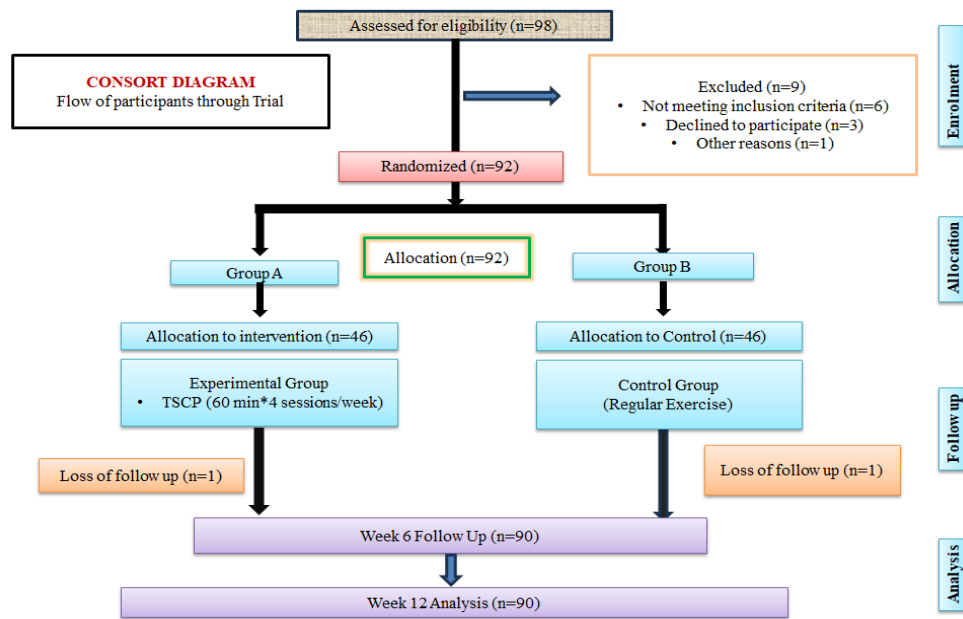 Assessed for eligibility (n=98)
CONSORT DIAGRAM
Flow of participants through Trial
Excluded (n=9)
• Not meeting inclusion criteria (n=6)
• Declined to participate (n=3)
• Other reasons (n=1)
Enrolment
Randomized (n=92)
Allocation (n=92)
Group A
Group B
Allocation
Allocation to intervention (n=46)
Allocation to Control (n=46)
Experimental Group
• TSCP (60 min*4 sessions/week)
Control Group
(Regular Exercise)
Follow up
Loss of follow up (n=1)
Loss of follow up (n=1)
Week 6 Follow Up (n=90)
Week 12 Analysis (n=90)
Analysis